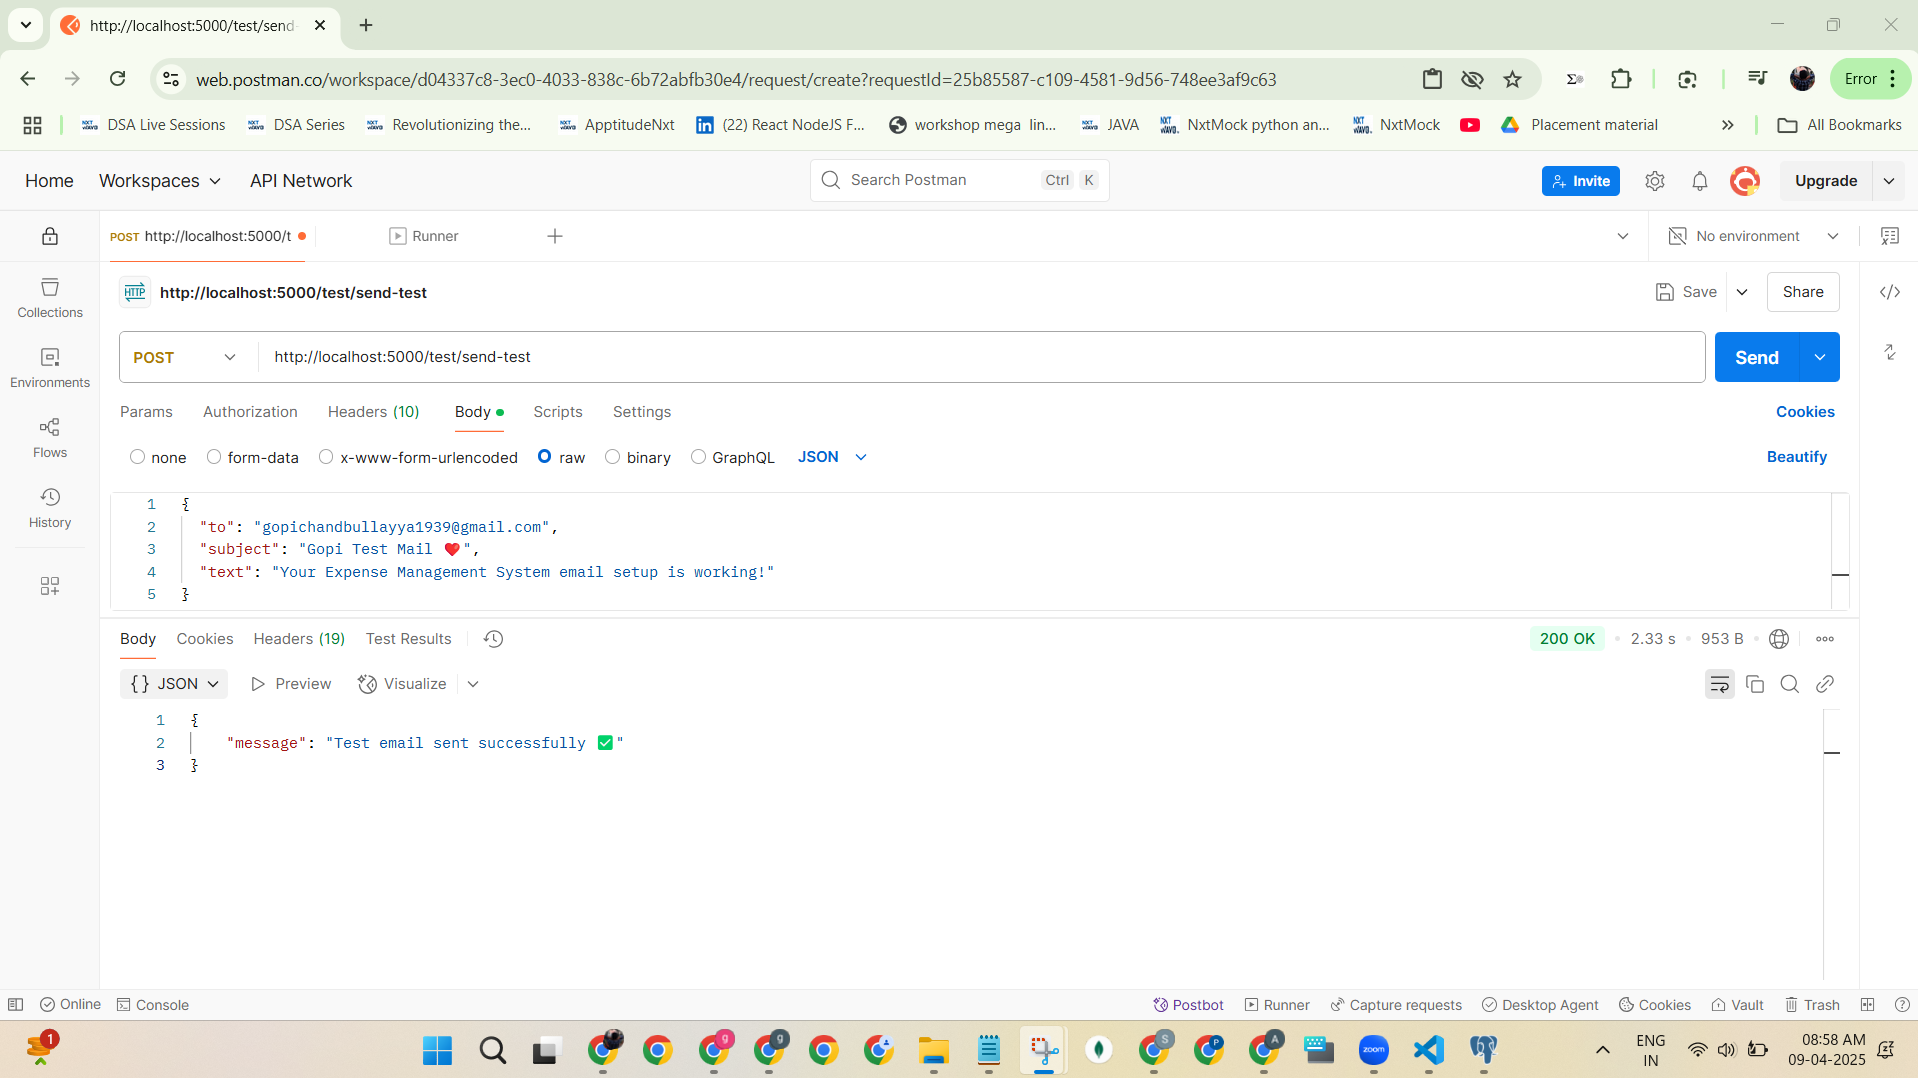 http://localhost:5000/test/send-
web.postman.co/workspace/d04337c8-3ec0-4033-838c-6b72abfb30e4/request/create?requestId=25b85587-c109-4581-9d56-748ee3af9c63
Error
DSA Live Sessions
DSA Series
Revolutionizing the...
ApptitudeNxt
(22) React NodeJS F...
workshop mega lin...
JAVA
NxtMock python an...
NxtMock
Placement material
All Bookmarks
Home
Workspaces
API Network
Search Postman
Ctrl K
Invite
Upgrade
POST http://localhost:5000/t
Runner
No environment
HTTP http://localhost:5000/test/send-test
Save
Share
POST
http://localhost:5000/test/send-test
Send
Params
Authorization
Headers (10)
Body
Scripts
Settings
Cookies
none
form-data
x-www-form-urlencoded
raw
binary
GraphQL
JSON
Beautify
1 {
2 "to": "gopichandbullayya1939@gmail.com",
3 "subject": "Gopi Test Mail ❤️",
4 "text": "Your Expense Management System email setup is working!"
5 }
Collections
Environments
Flows
History
Body
Cookies
Headers (19)
Test Results
200 OK
2.33 s
953 B
{} JSON
Preview
Visualize
1 {
2 "message": "Test email sent successfully ✅"
3 }
Online
Console
Postbot
Runner
Capture requests
Desktop Agent
Cookies
Vault
Trash
1
g
g
S
P
A
zoom
ENG
IN
08:58 AM
09-04-2025